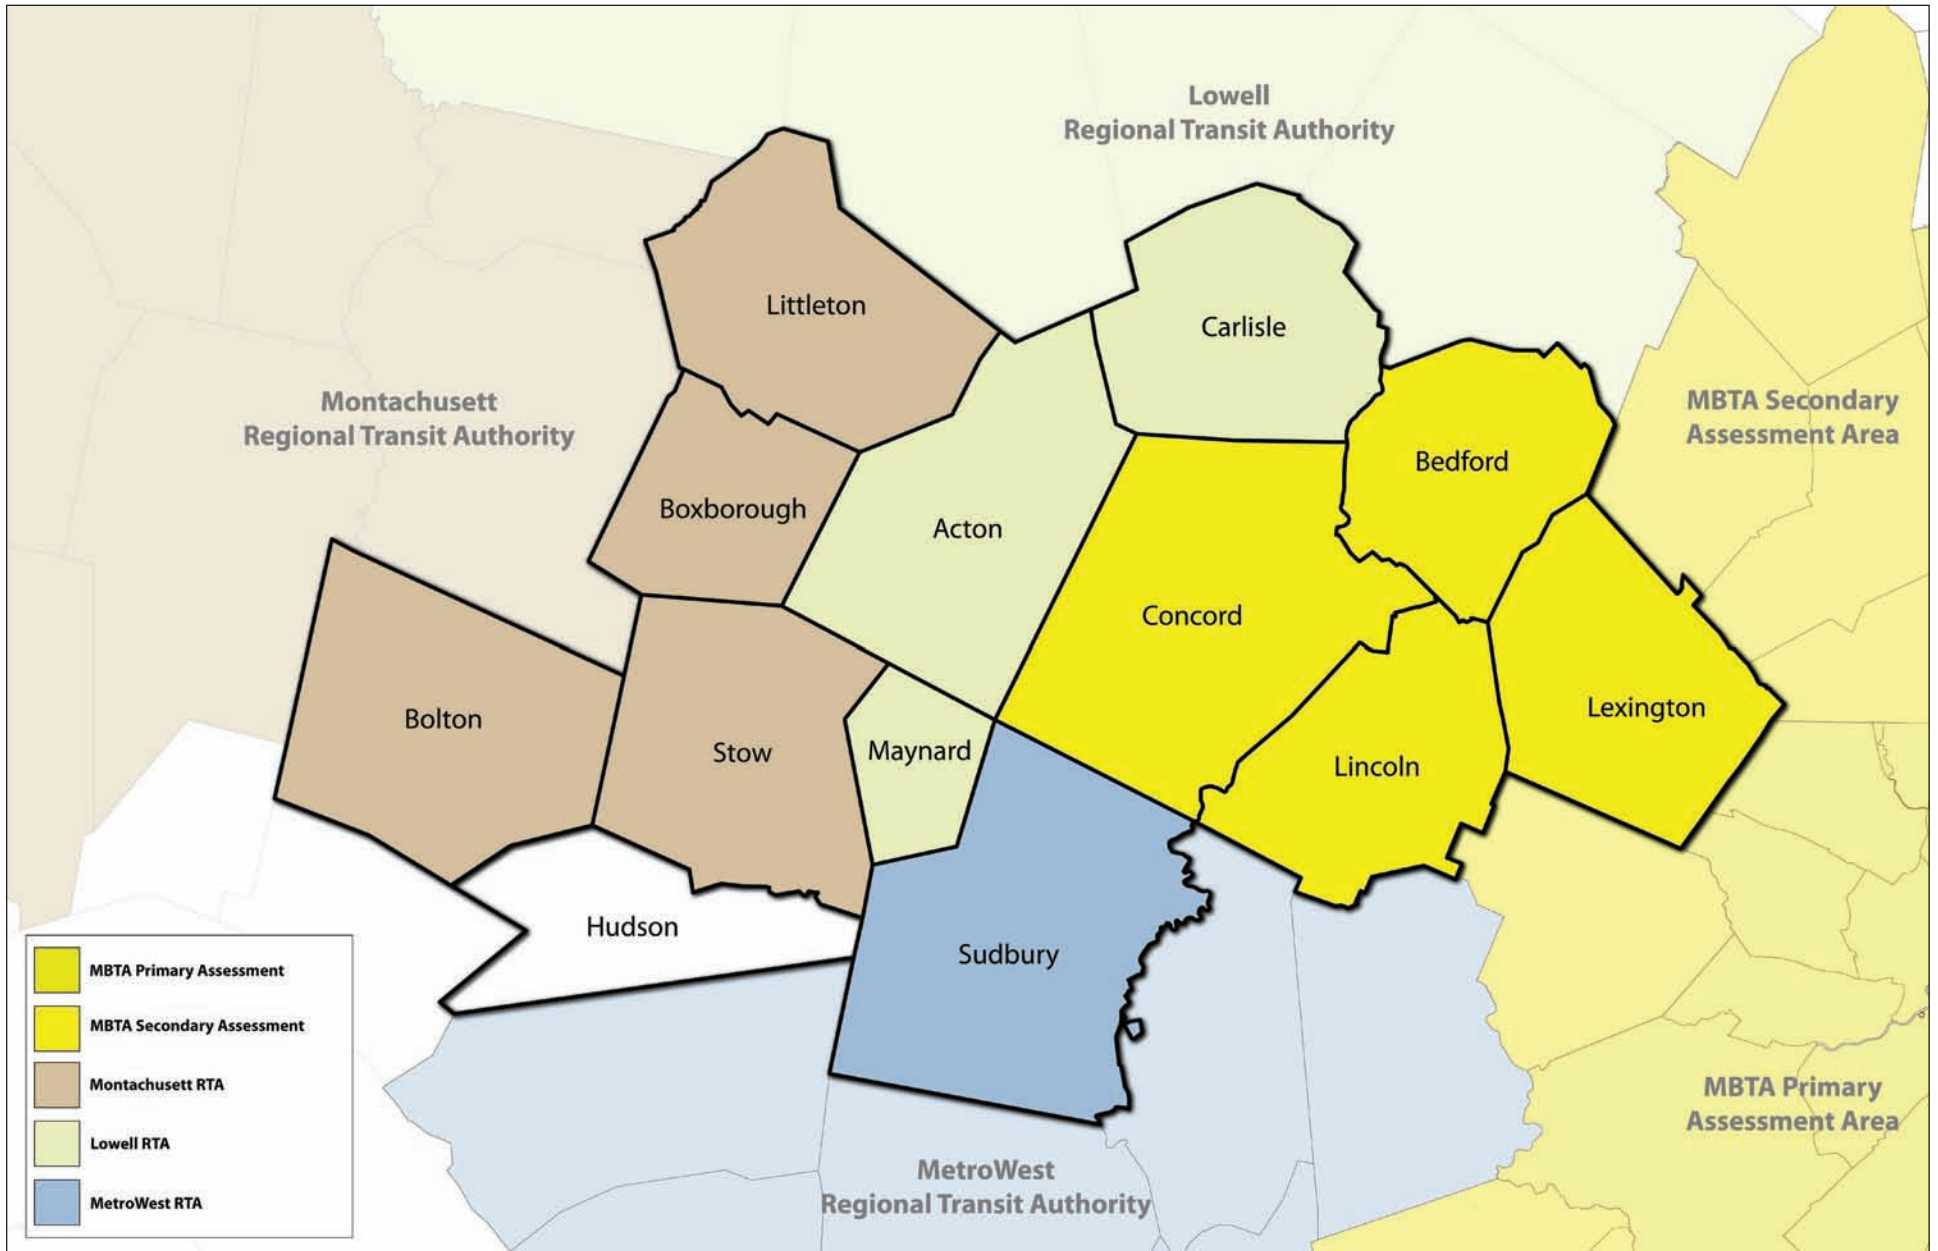 Lowell
Regional Transit Authority
Littleton
Carlisle
Montachusett
Regional Transit Authority
MBTA Secondary
Assessment Area
Bedford
Boxborough
Acton
Concord
Lexington
Bolton
Stow
Maynard
Lincoln
Hudson
Sudbury
MBTA Primary Assessment
MBTA Secondary Assessment
Montachusett RTA
Lowell RTA
MetroWest RTA
MBTA Primary
Assessment Area
MetroWest
Regional Transit Authority